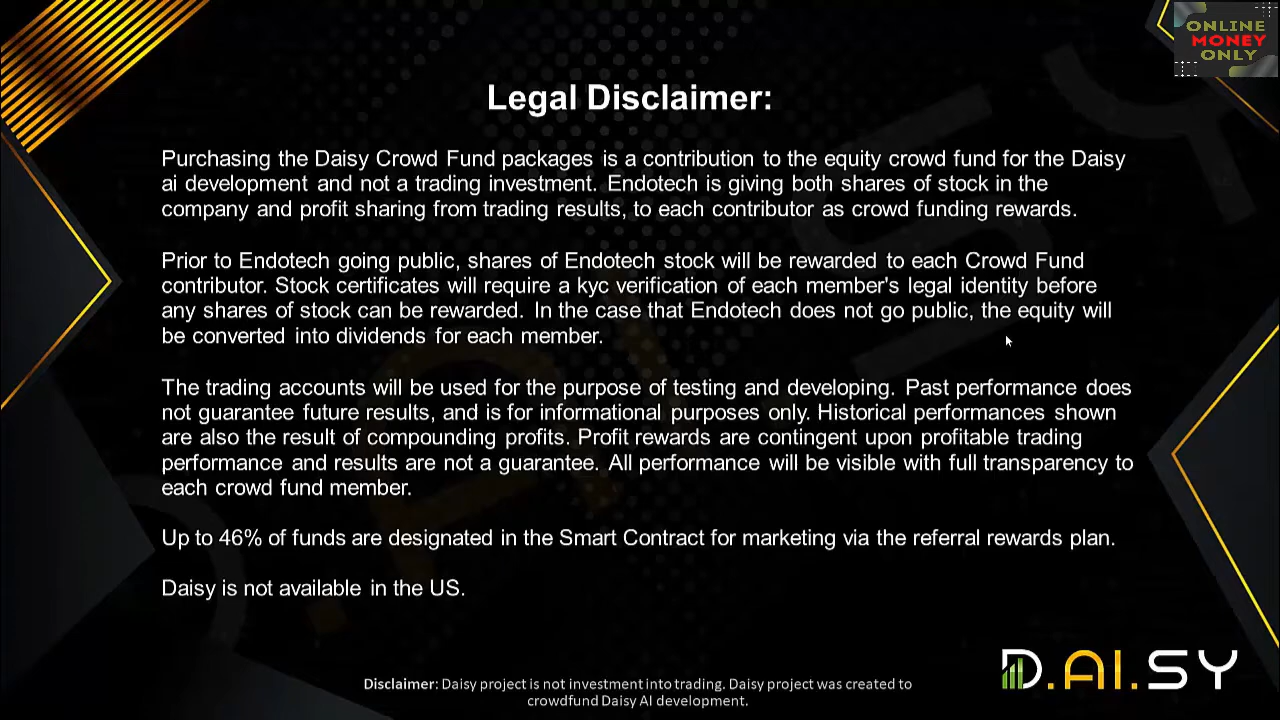 ONLINE
MONEY
ONLY
Legal Disclaimer:
Purchasing the Daisy Crowd Fund packages is a contribution to the equity crowd fund for the Daisy
ai development and not a trading investment. Endotech is giving both shares of stock in the
company and profit sharing from trading results, to each contributor as crowd funding rewards.
Prior to Endotech going public, shares of Endotech stock will be rewarded to each Crowd Fund
contributor. Stock certificates will require a kyc verification of each member's legal identity before
any shares of stock can be rewarded. In the case that Endotech does not go public, the equity will
be converted into dividends for each member.
The trading accounts will be used for the purpose of testing and developing. Past performance does
not guarantee future results, and is for informational purposes only. Historical performances shown
are also the result of compounding profits. Profit rewards are contingent upon profitable trading
performance and results are not a guarantee. All performance will be visible with full transparency to
each crowd fund member.
Up to 46% of funds are designated in the Smart Contract for marketing via the referral rewards plan.
Daisy is not available in the US.
D.AI.SY
Disclaimer: Daisy project is not investment into trading. Daisy project was created to
crowdfund Daisy AI development.